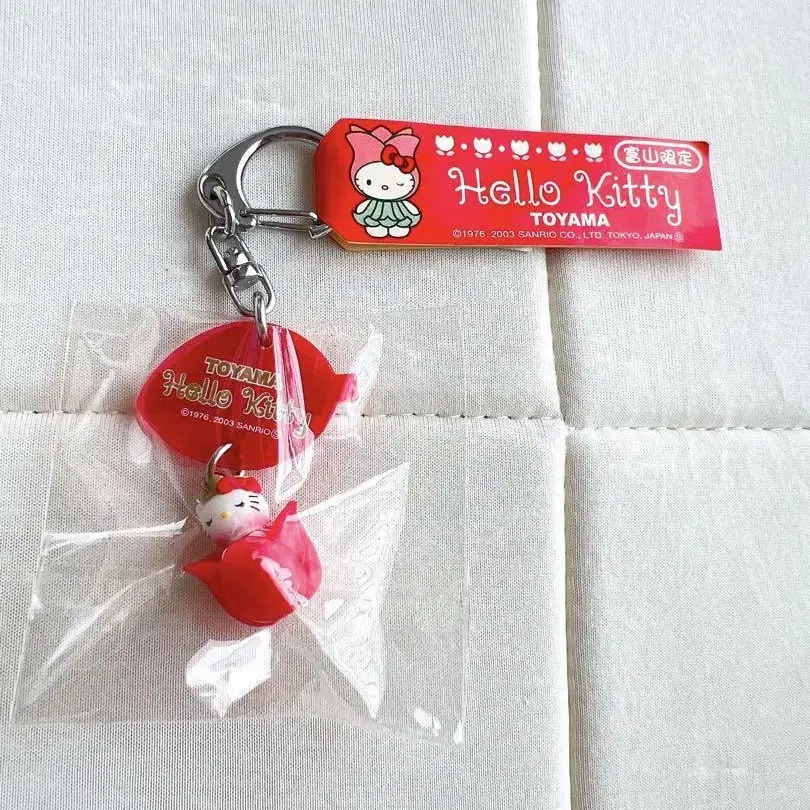 富山限定
Hello Kitty
TOYAMA
©1976, 2003 SANRIO CO., LTD. TOKYO, JAPAN Ⓢ
TOYAMA
Hello Kitty
©1976, 2003 SANRIO Ⓢ